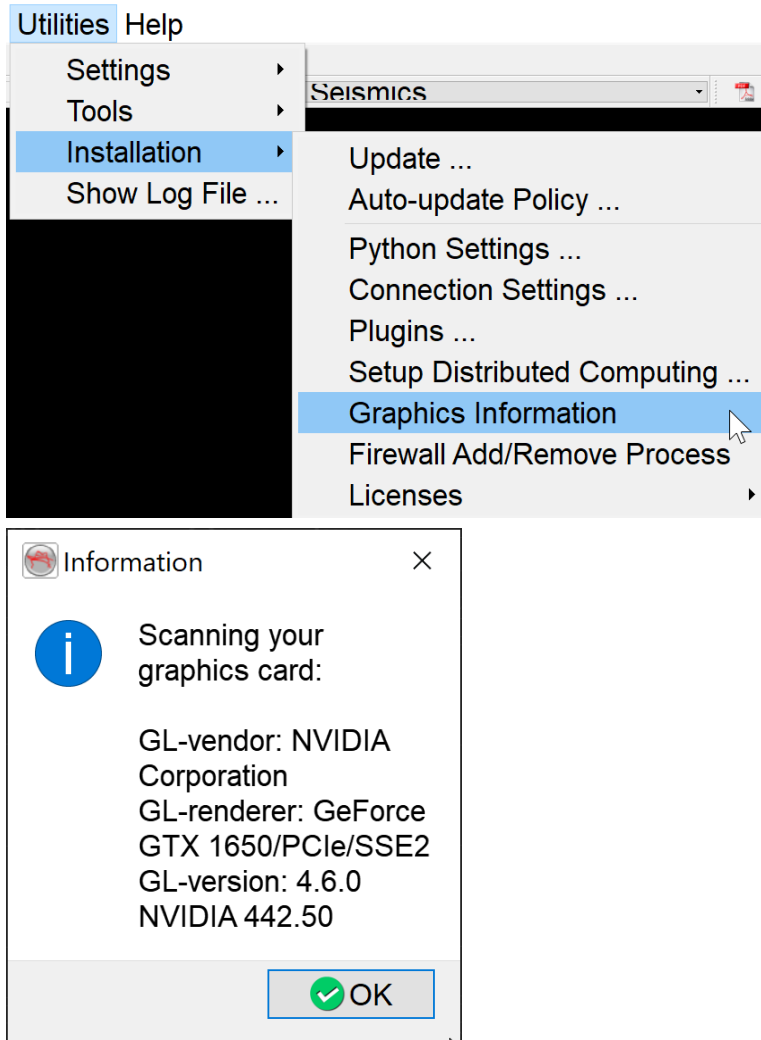 Utilities Help
Settings
Seismics
Tools
Installation
Update ...
Show Log File ...
Auto-update Policy ...
Python Settings ...
Connection Settings ...
Plugins ...
Setup Distributed Computing ...
Graphics Information
Firewall Add/Remove Process
Licenses
Information
Scanning your
graphics card:
GL-vendor: NVIDIA
Corporation
GL-renderer: GeForce
GTX 1650/PCIe/SSE2
GL-version: 4.6.0
NVIDIA 442.50
OK